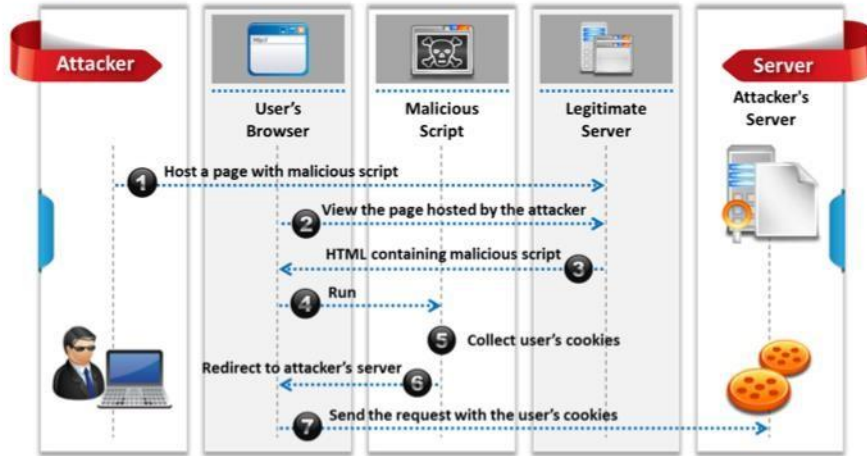 Attacker
Server
User's
Browser
Malicious
Script
Legitimate
Server
Attacker's
Server
1 Host a page with malicious script
2 View the page hosted by the attacker
HTML containing malicious script 3
4 Run
5 Collect user's cookies
Redirect to attacker's server 6
7 Send the request with the user's cookies